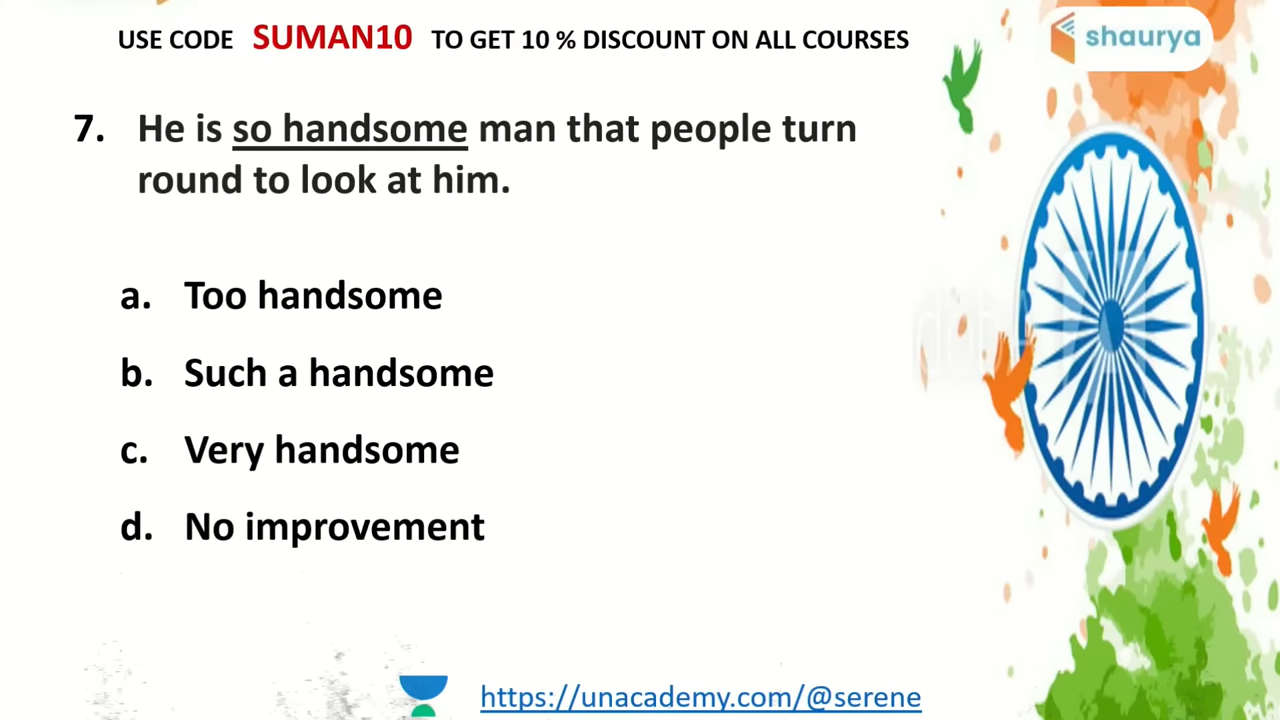 USE CODE SUMAN10 TO GET 10 % DISCOUNT ON ALL COURSES
shaurya
7. He is so handsome man that people turn
round to look at him.
a. Too handsome
b. Such a handsome
c. Very handsome
d. No improvement
https://unacademy.com/@serene